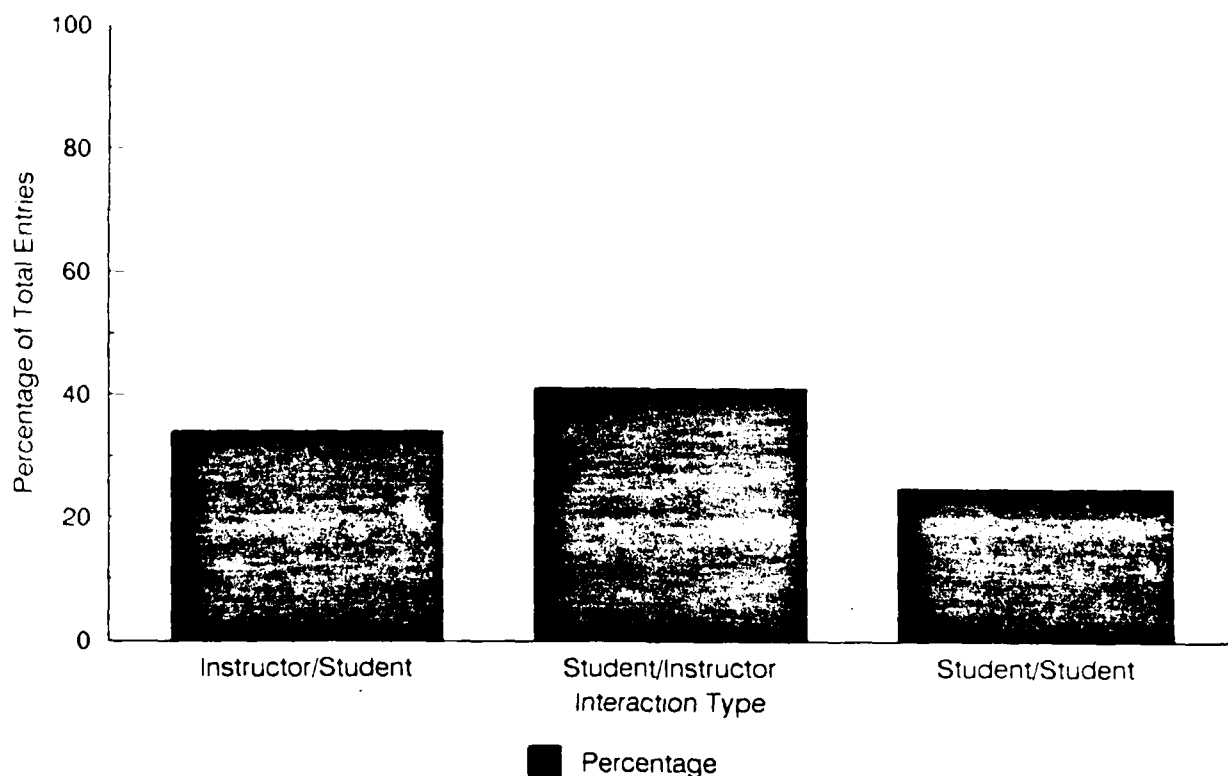 Percentage of Total Entries
100
80
60
40
20
0
Instructor/Student
Student/Instructor
Student/Student
Interaction Type
Percentage